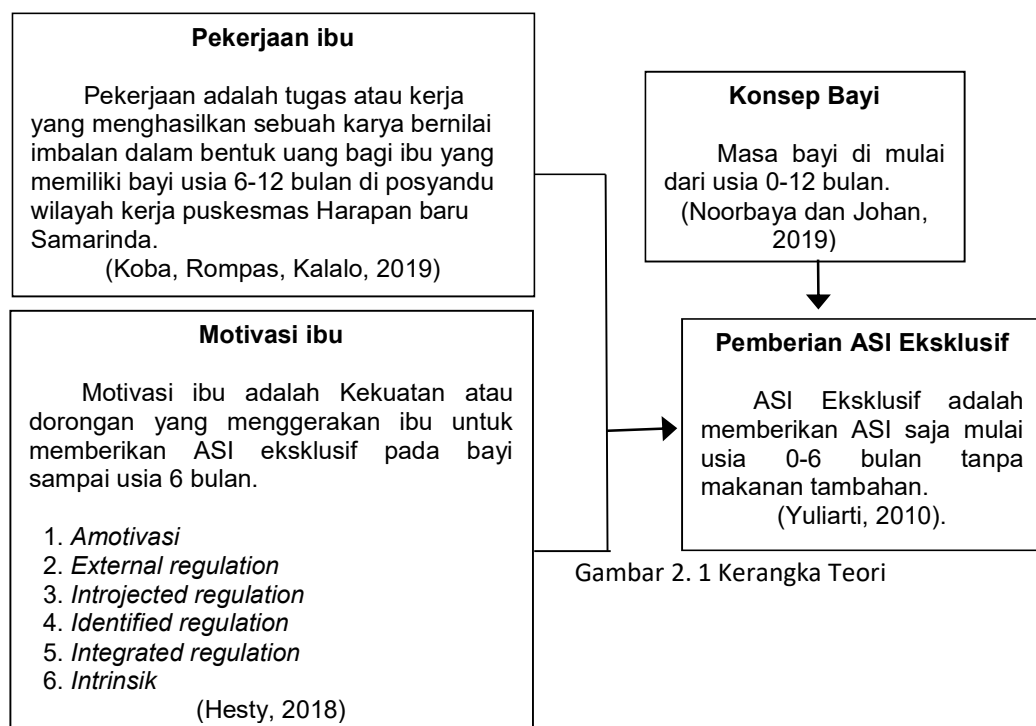 Pekerjaan ibu
Pekerjaan adalah tugas atau kerja
yang menghasilkan sebuah karya bernilai
imbalan dalam bentuk uang bagi ibu yang
memiliki bayi usia 6-12 bulan di posyandu
wilayah kerja puskesmas Harapan baru
Samarinda.
(Koba, Rompas, Kalalo, 2019)
Motivasi ibu
Motivasi ibu adalah Kekuatan atau
dorongan yang menggerakan ibu untuk
memberikan ASI eksklusif pada bayi
sampai usia 6 bulan.
1. Amotivasi
2. External regulation
3. Introjected regulation
4. Identified regulation
5. Integrated regulation
6. Intrinsik
(Hesty, 2018)
Konsep Bayi
Masa bayi di mulai
dari usia 0-12 bulan.
(Noorbaya dan Johan,
2019)
Pemberian ASI Eksklusif
ASI Eksklusif adalah
memberikan ASI saja mulai
usia 0-6 bulan tanpa
makanan tambahan.
(Yuliarti, 2010).
Gambar 2. 1 Kerangka Teori